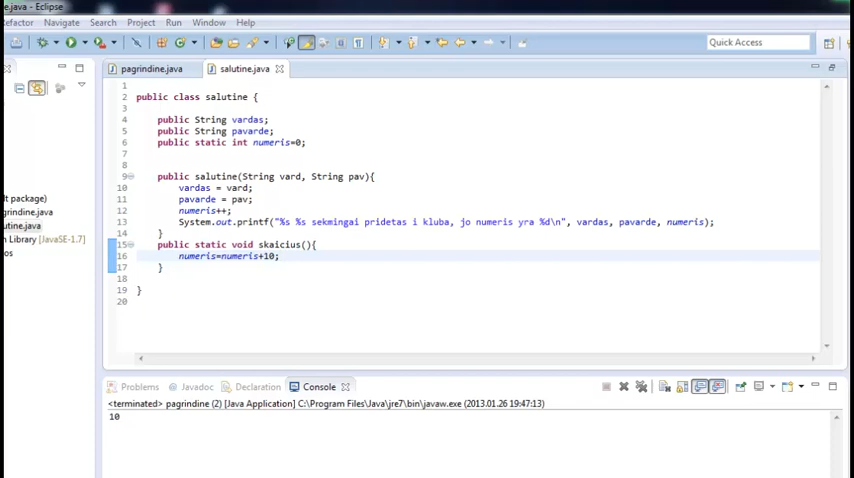 e.java - Eclipse
Refactor Navigate Search Project Run Window Help
Quick Access
pagrindine.java salutine.java
1
2 public class salutine {
3
4 public String vardas;
5 public String pavarde;
6 public static int numeris=0;
7
8
9 public salutine(String vard, String pav){
10 vardas = vard;
11 pavarde = pav;
12 numeris++;
13 System.out.printf("%s %s sekmingai pridetas i kluba, jo numeris yra %d\n", vardas, pavarde, numeris);
14 }
15 public static void skaicius(){
16 numeris=numeris+10;
17 }
18
19 }
20
lt package)
grindine.java
utine.java
n Library [JavaSE-1.7]
os
Problems @ Javadoc Declaration Console
<terminated> pagrindine (2) [Java Application] C:\Program Files\Java\jre7\bin\javaw.exe (2013.01.26 19:47:13)
10